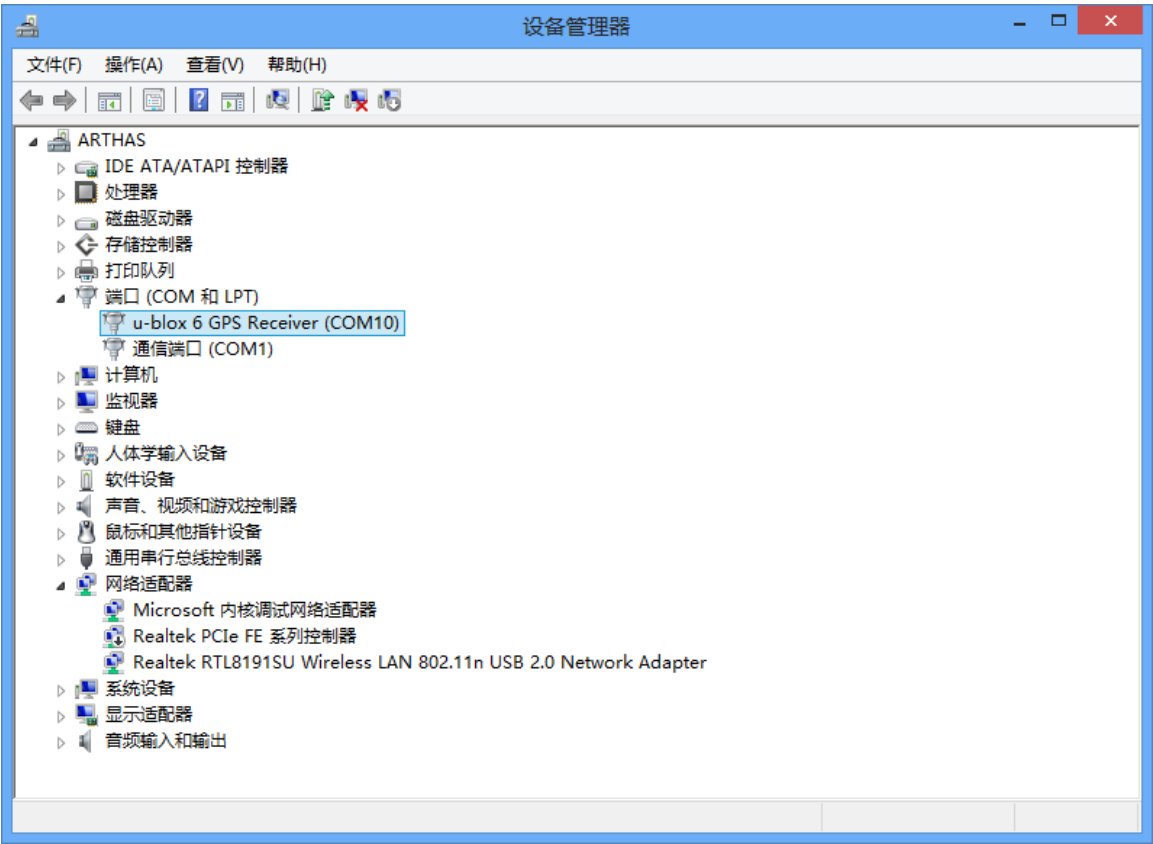 设备管理器
文件(F) 操作(A) 查看(V) 帮助(H)
ARTHAS
IDE ATA/ATAPI 控制器
处理器
磁盘驱动器
存储控制器
打印队列
端口 (COM 和 LPT)
u-blox 6 GPS Receiver (COM10)
通信端口 (COM1)
计算机
监视器
键盘
人体学输入设备
软件设备
声音、视频和游戏控制器
鼠标和其他指针设备
通用串行总线控制器
网络适配器
Microsoft 内核调试网络适配器
Realtek PCIe FE 系列控制器
Realtek RTL8191SU Wireless LAN 802.11n USB 2.0 Network Adapter
系统设备
显示适配器
音频输入和输出